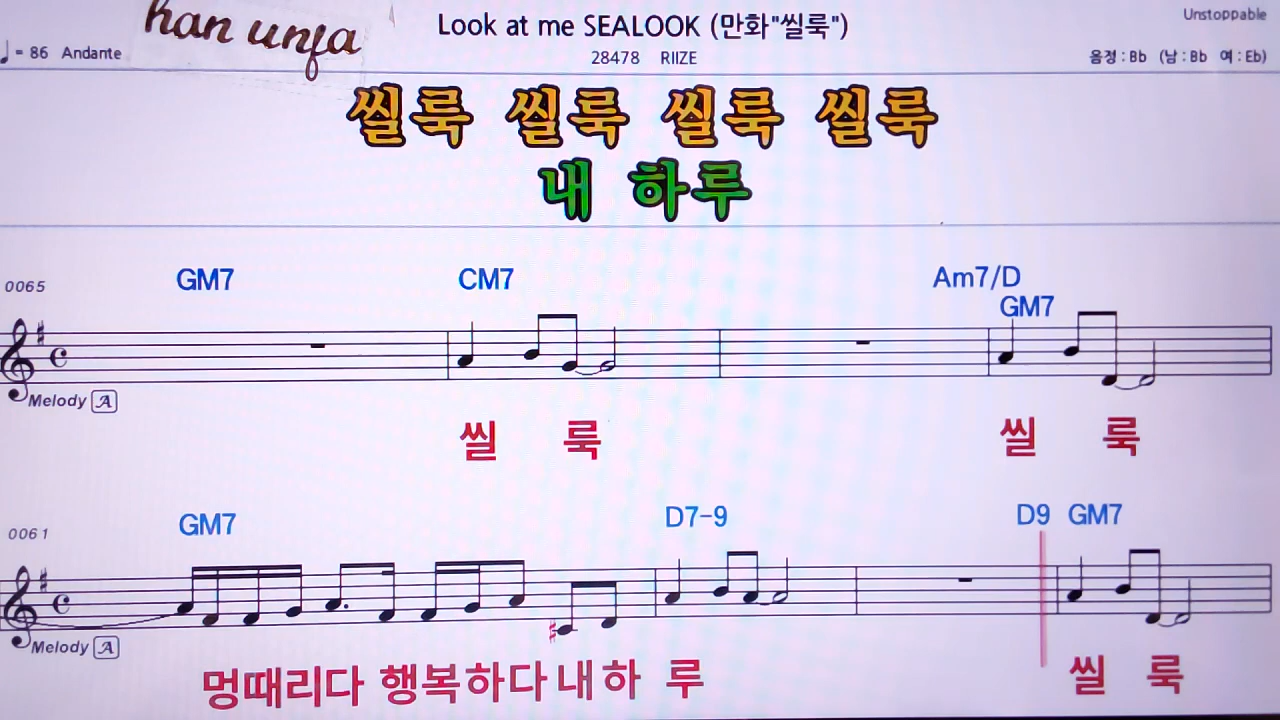 han unja
Look at me SEALOOK (만화"씰룩")
Unstoppable
♩= 86 Andante
28478 RIIZE
음정 : Bb (남 : Bb 여 : Eb)
씰룩 씰룩 씰룩 씰룩
내 하루
0065 GM7 CM7 Am7/D GM7
Melody A
씰 룩 씰 룩
0061 GM7 D7-9 D9 GM7
Melody A
멍때리다 행복하다 내 하 루 씰 룩